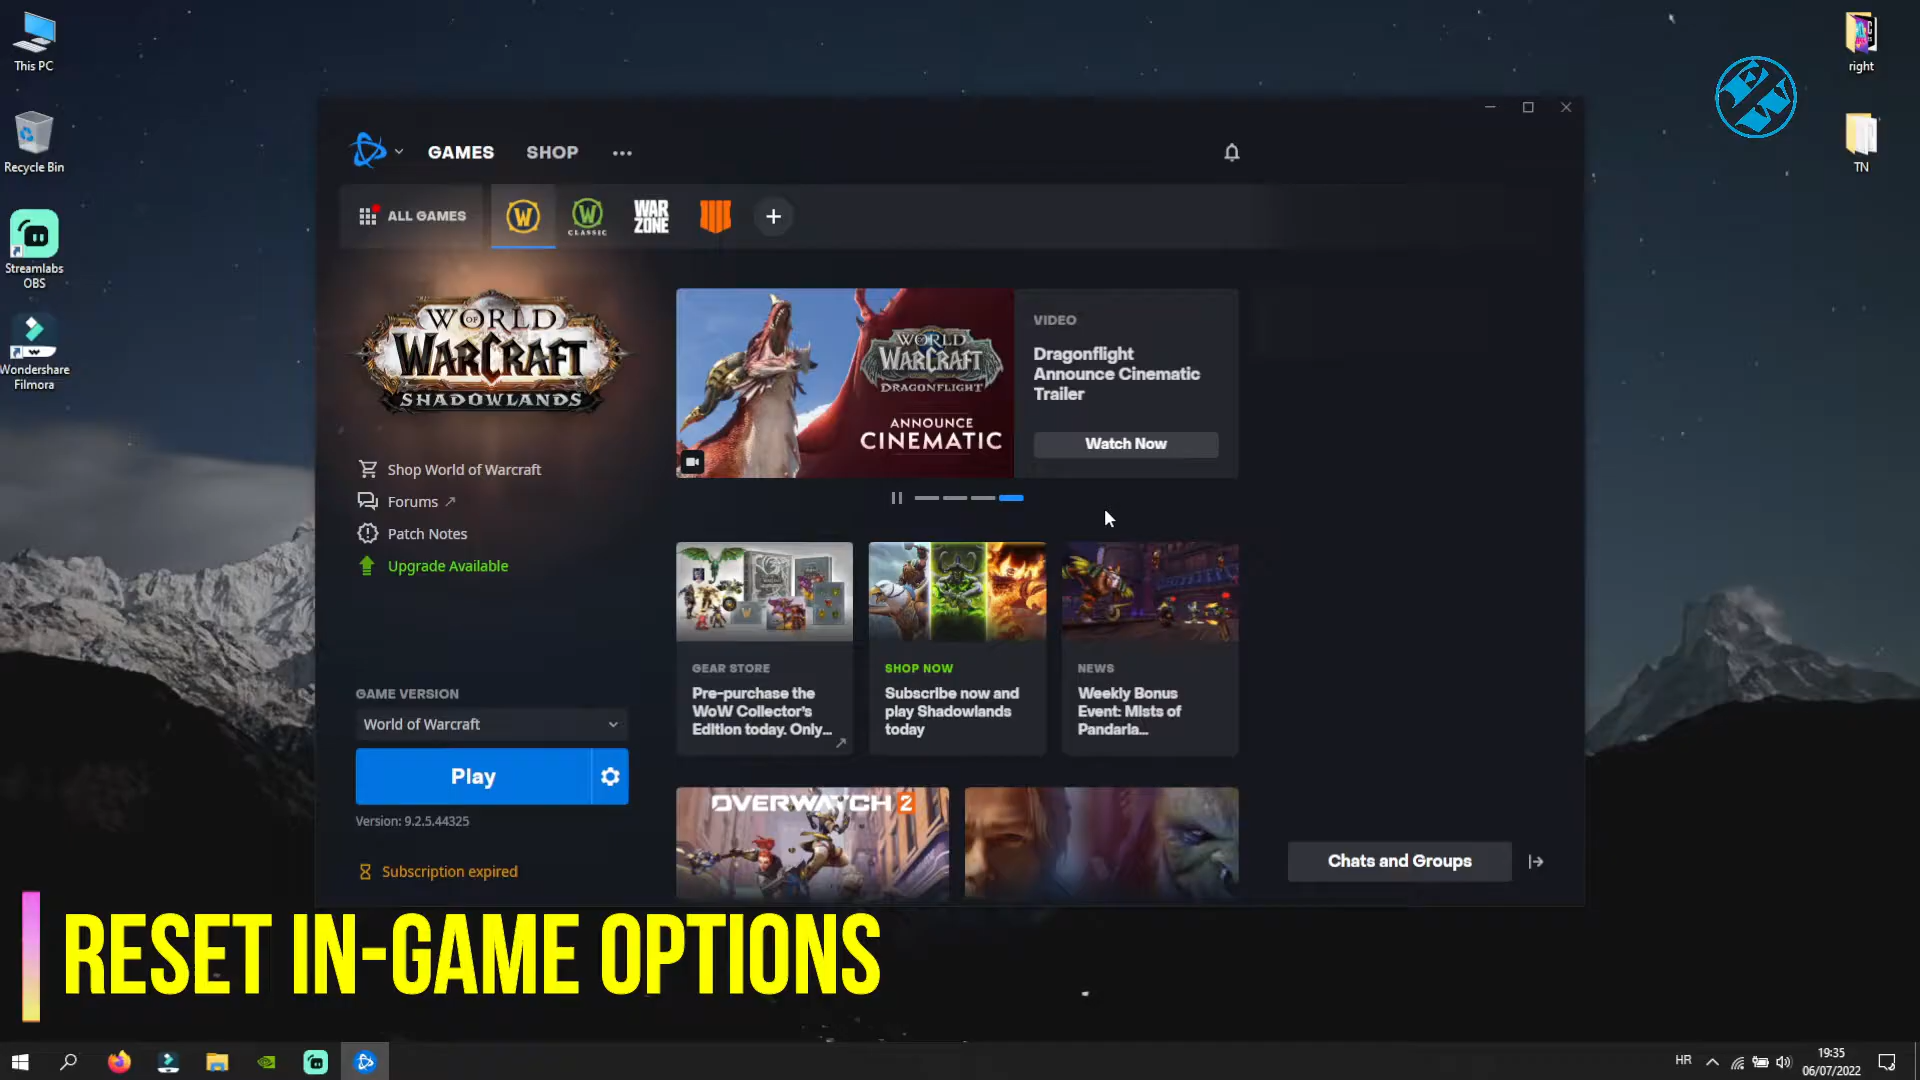 This PC
Recycle Bin
Streamlabs
OBS
Wondershare
Filmora
right
TN
GAMES
SHOP
ALL GAMES
CLASSIC
WAR
ZONE
WORLD
OF
WARCRAFT
SHADOWLANDS
Shop World of Warcraft
Forums
Patch Notes
Upgrade Available
WORLD
OF
WARCRAFT
DRAGONFLIGHT
ANNOUNCE
CINEMATIC
VIDEO
Dragonflight
Announce Cinematic
Trailer
Watch Now
GEAR STORE
Pre-purchase the
WoW Collector's
Edition today. Only...
SHOP NOW
Subscribe now and
play Shadowlands
today
NEWS
Weekly Bonus
Event: Mists of
Pandaria...
GAME VERSION
World of Warcraft
Play
Version: 9.2.5.44325
Subscription expired
OVERWATCH 2
Chats and Groups
RESET IN-GAME OPTIONS
HR
19:35
06/07/2022